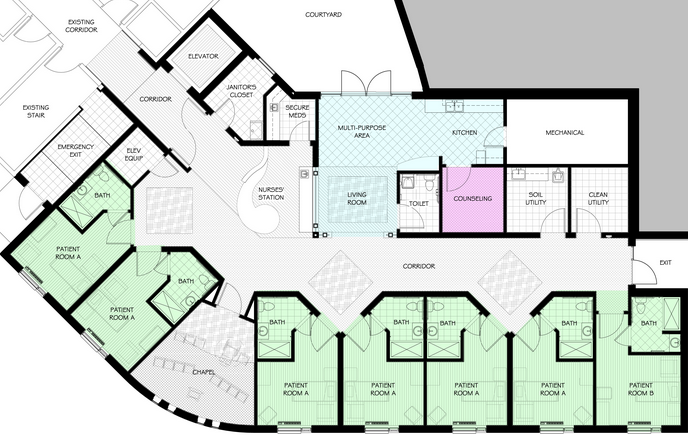 COURTYARD
EXISTING
CORRIDOR
ELEVATOR
JANITOR'S
CLOSET
CORRIDOR
SECURE
MEDS
EXISTING
STAIR
MULTI-PURPOSE
AREA
KITCHEN
MECHANICAL
EMERGENCY
EXIT
ELEV
EQUIP
BATH
NURSES'
STATION
LIVING
ROOM
TOILET
COUNSELING
SOIL
UTILITY
CLEAN
UTILITY
PATIENT
ROOM A
BATH
CORRIDOR
EXIT
PATIENT
ROOM A
BATH
BATH
BATH
BATH
BATH
CHAPEL
PATIENT
ROOM A
PATIENT
ROOM A
PATIENT
ROOM A
PATIENT
ROOM A
PATIENT
ROOM B